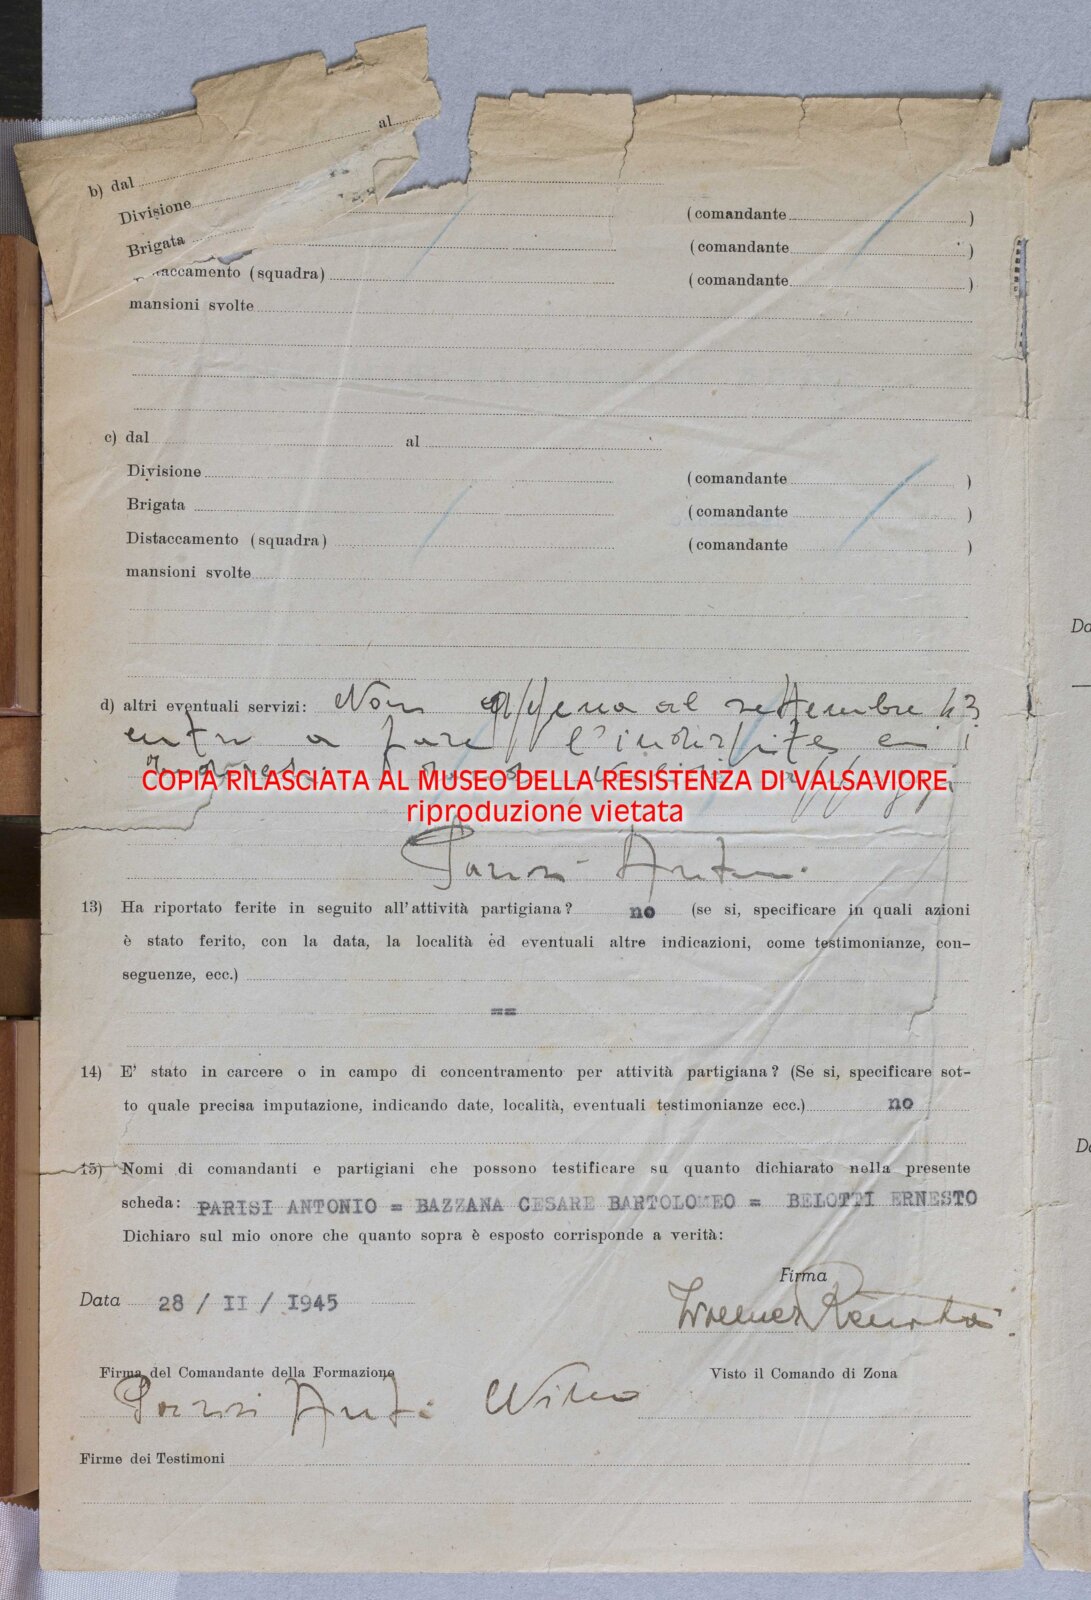 b) dal al
Divisione (comandante )
Brigata (comandante )
taccamento (squadra) (comandante )
mansioni svolte
c) dal al
Divisione (comandante )
Brigata (comandante )
Distaccamento (squadra) (comandante )
mansioni svolte
d) altri eventuali servizi: Non appena al settembre 43
a fare i
COPIA RILASCIATA AL MUSEO DELLA RESISTENZA DI VALSAVIORE
riproduzione vietata
Parisi Antonio
13) Ha riportato ferite in seguito all'attività partigiana? no (se si, specificare in quali azioni
è stato ferito, con la data, la località ed eventuali altre indicazioni, come testimonianze, con-
seguenze, ecc.)
==
14) E' stato in carcere o in campo di concentramento per attività partigiana? (Se si, specificare sot-
to quale precisa imputazione, indicando date, località, eventuali testimonianze ecc.) no
15) Nomi di comandanti e partigiani che possono testificare su quanto dichiarato nella presente
scheda: PARISI ANTONIO = BAZZANA CESARE BARTOLOMEO = BELOTTI ERNESTO
Dichiaro sul mio onore che quanto sopra è esposto corrisponde a verità:
Firma
Data 28 / II / I945
Firma del Comandante della Formazione Visto il Comando di Zona
Parisi Nino
Firme dei Testimoni